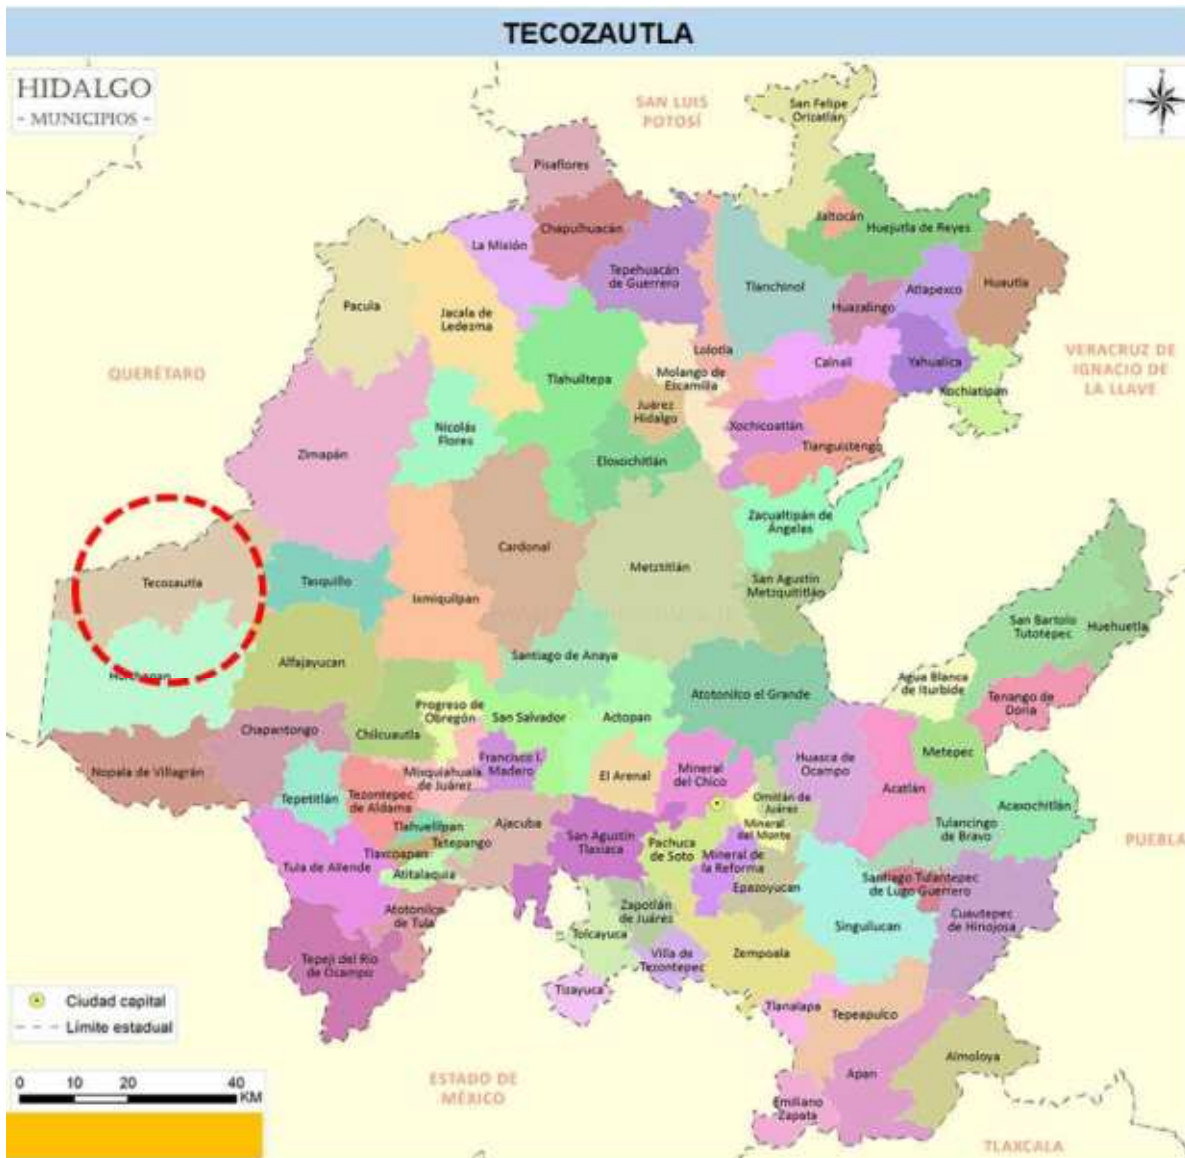 TECOZAUTLA
HIDALGO
- MUNICIPIOS -
SAN LUIS
POTOSÍ
San Felipe
Orizatlán
Pisaflores
Jaltocán
Huejutla de Reyes
La Misión
Chapulhuacán
Tepehuacán
de Guerrero
Tlanchinol
Atlapexco
Huautla
Huazalingo
Pacula
Jacala de
Ledezma
Lolotla
Calnali
Yahualica
VERACRUZ DE
IGNACIO DE
LA LLAVE
QUERÉTARO
Tlahuiltepa
Molango de
Escamilla
Xochiatipan
Juárez
Hidalgo
Nicolás
Flores
Xochicoatlán
Tianguistengo
Zimapán
Eloxochitlán
Zacualtipán de
Ángeles
Cardonal
Metztitlán
Tecozautla
Tasquillo
Ixmiquilpan
San Agustín
Metzquititlán
San Bartolo
Tutotepec
Huehuetla
Santiago de Anaya
Alfajayucan
Huichapan
Agua Blanca
de Iturbide
Tenango de
Doria
Atotonilco el Grande
Progreso de
Obregón
San Salvador
Actopan
Chapantongo
Chilcuautla
Metepec
Nopala de Villagrán
Mixquiahuala
de Juárez
Francisco I.
Madero
El Arenal
Mineral
del Chico
Huasca de
Ocampo
Acatlán
Tepetitlán
Tezontepec
de Aldama
Omitlán de
Juárez
Acaxochitlán
Tlahuelilpan
Ajacuba
Mineral
del Monte
Tulancingo
de Bravo
Tetepango
San Agustín
Tlaxiaca
Pachuca
de Soto
PUEBLA
Tlaxcoapan
Tula de Allende
Atitalaquia
Mineral de
la Reforma
Epazoyucan
Santiago Tulantepec
de Lugo Guerrero
Atotonilco
de Tula
Zapotlán
de Juárez
Cuautepec
de Hinojosa
Singuilucan
Tolcayuca
Tepeji del Río
de Ocampo
Villa de
Tezontepec
Zempoala
Tizayuca
Ciudad capital
Límite estadual
Tlanalapa
Tepeapulco
Almoloya
Apan
0 10 20 40
KM
ESTADO DE
MÉXICO
Emiliano
Zapata
TLAXCALA